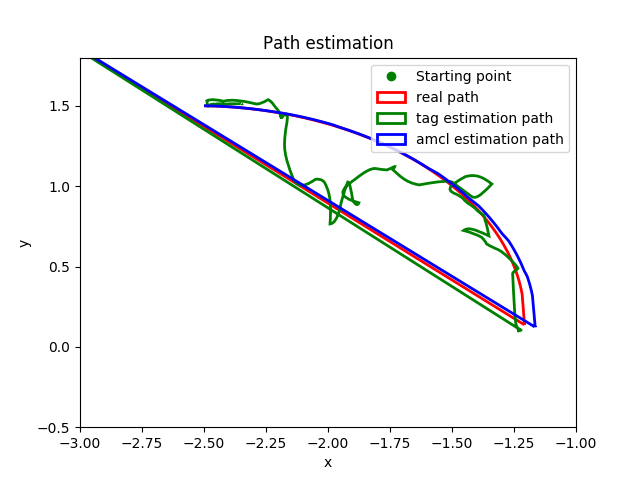 Path estimation
Starting point
real path
tag estimation path
amcl estimation path
y
1.5
1.0
0.5
0.0
−0.5
−3.00 −2.75 −2.50 −2.25 −2.00 −1.75 −1.50 −1.25 −1.00
x